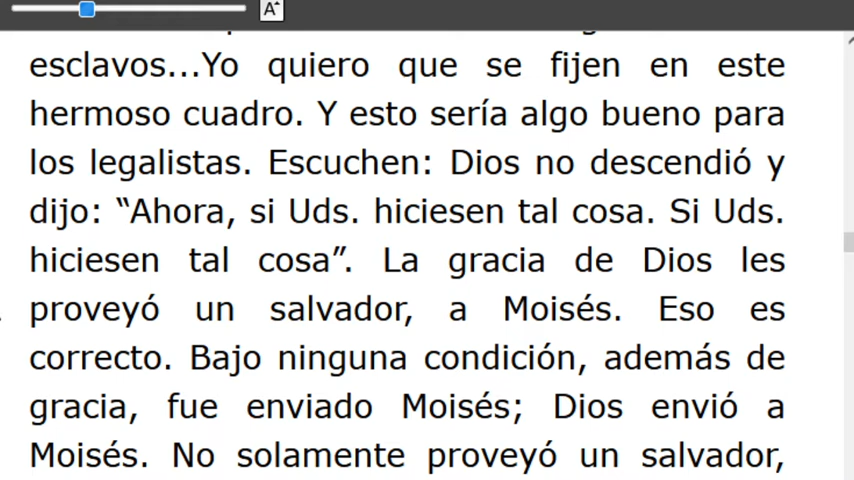 A
esclavos...Yo quiero que se fijen en este
hermoso cuadro. Y esto sería algo bueno para
los legalistas. Escuchen: Dios no descendió y
dijo: “Ahora, si Uds. hiciesen tal cosa. Si Uds.
hiciesen tal cosa”. La gracia de Dios les
proveyó un salvador, a Moisés. Eso es
correcto. Bajo ninguna condición, además de
gracia, fue enviado Moisés; Dios envió a
Moisés. No solamente proveyó un salvador,